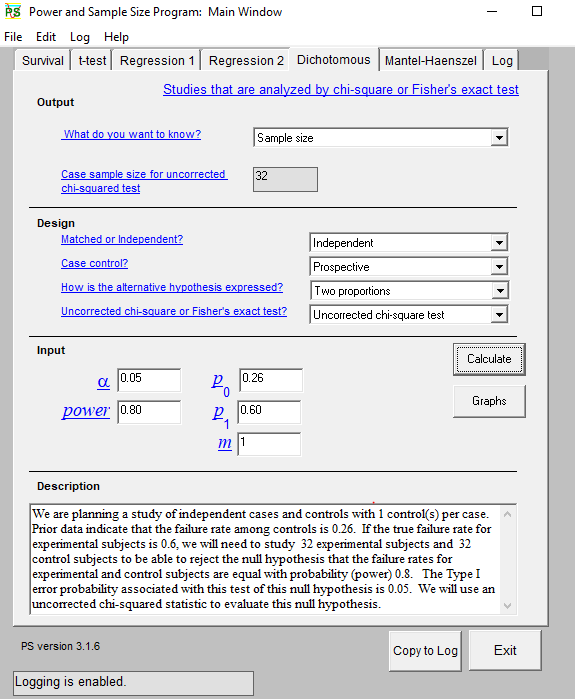 PS Power and Sample Size Program: Main Window
File Edit Log Help
Survival t-test Regression 1 Regression 2 Dichotomous Mantel-Haenszel Log
Studies that are analyzed by chi-square or Fisher's exact test
Output
What do you want to know?
Sample size
Case sample size for uncorrected
chi-squared test
32
Design
Matched or Independent?
Independent
Case control?
Prospective
How is the alternative hypothesis expressed?
Two proportions
Uncorrected chi-square or Fisher's exact test?
Uncorrected chi-square test
Input
Calculate
α 0.05 p0 0.26
Graphs
power 0.80 p1 0.60
m 1
Description
We are planning a study of independent cases and controls with 1 control(s) per case.
Prior data indicate that the failure rate among controls is 0.26. If the true failure rate for
experimental subjects is 0.6, we will need to study 32 experimental subjects and 32
control subjects to be able to reject the null hypothesis that the failure rates for
experimental and control subjects are equal with probability (power) 0.8. The Type I
error probability associated with this test of this null hypothesis is 0.05. We will use an
uncorrected chi-squared statistic to evaluate this null hypothesis.
PS version 3.1.6
Copy to Log
Exit
Logging is enabled.